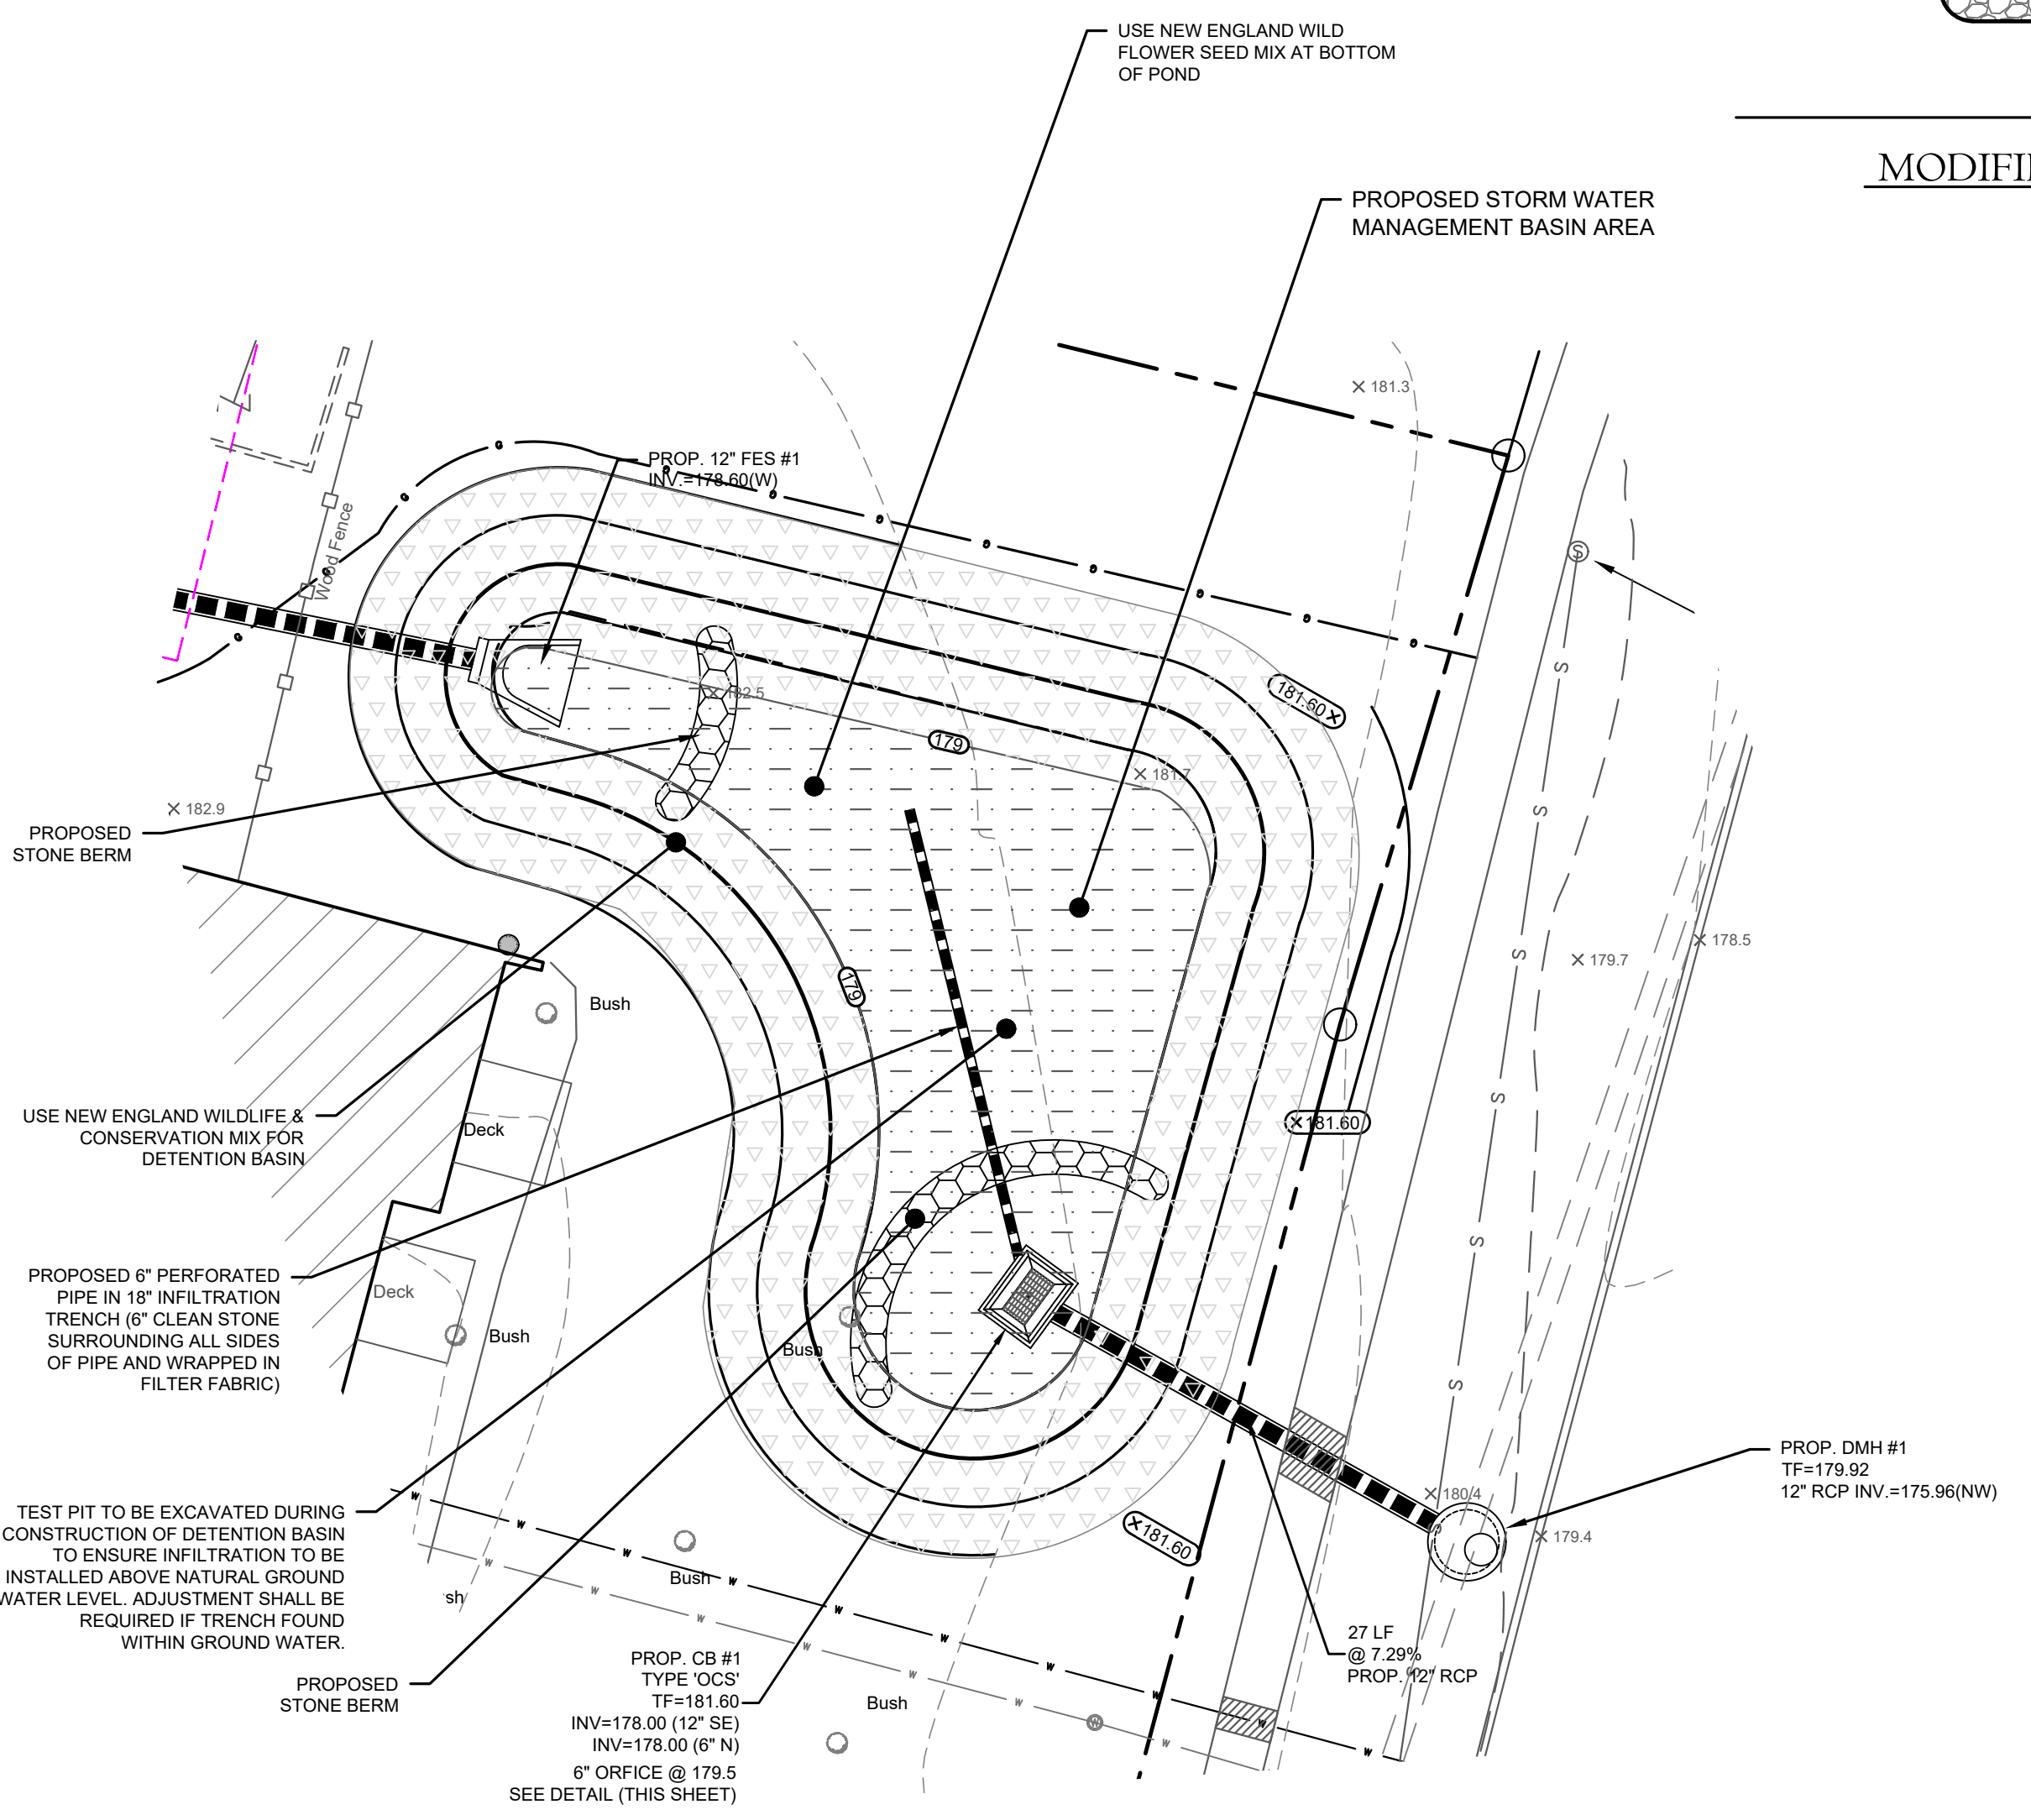 USE NEW ENGLAND WILD
FLOWER SEED MIX AT BOTTOM
OF POND
PROPOSED STORM WATER
MANAGEMENT BASIN AREA
181.3
PROP. 12" FES #1
INV.=178.60(W)
Wood Fence
S
S
182.5
181.60
179
181.7
182.9
PROPOSED
STONE BERM
S
178.5
179.7
S
179
Bush
USE NEW ENGLAND WILDLIFE &
CONSERVATION MIX FOR
DETENTION BASIN
Deck
181.60
S
S
PROPOSED 6" PERFORATED
PIPE IN 18" INFILTRATION
TRENCH (6" CLEAN STONE
SURROUNDING ALL SIDES
OF PIPE AND WRAPPED IN
FILTER FABRIC)
Deck
Bush
Bush
S
PROP. DMH #1
TF=179.92
12" RCP INV.=175.96(NW)
180.4
179.4
181.60
TEST PIT TO BE EXCAVATED DURING
CONSTRUCTION OF DETENTION BASIN
TO ENSURE INFILTRATION TO BE
INSTALLED ABOVE NATURAL GROUND
WATER LEVEL. ADJUSTMENT SHALL BE
REQUIRED IF TRENCH FOUND
WITHIN GROUND WATER.
W W W W W W W W W
W W W W W W W
Bush
sh
27 LF
@ 7.29%
PROP. 12" RCP
S
PROPOSED
STONE BERM
PROP. CB #1
TYPE 'OCS'
TF=181.60
INV=178.00 (12" SE)
INV=178.00 (6" N)
6" ORFICE @ 179.5
SEE DETAIL (THIS SHEET)
Bush
W